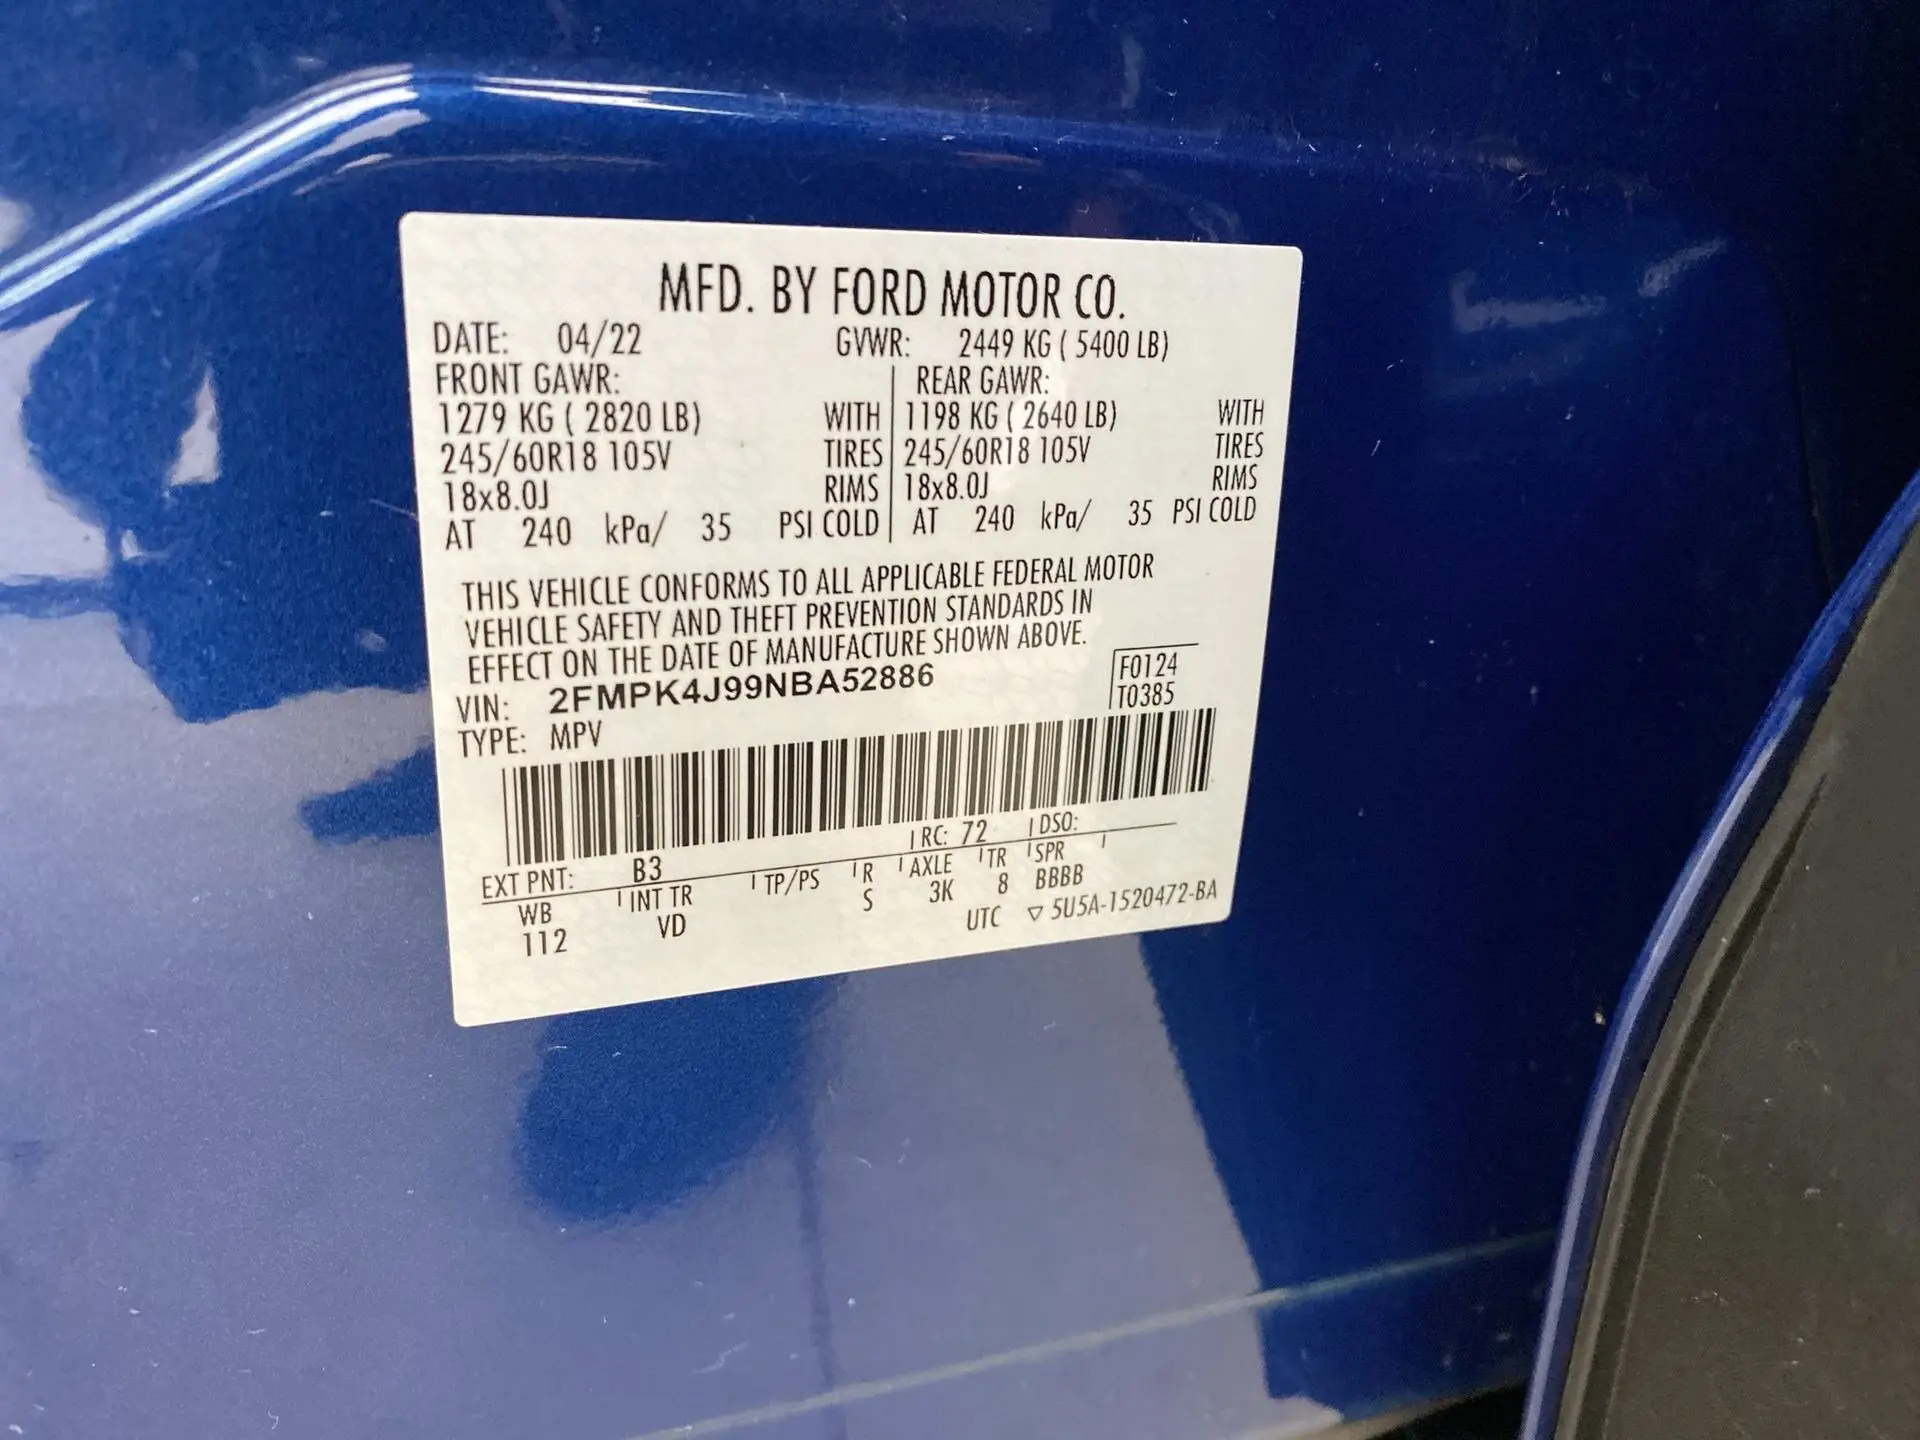 MFD. BY FORD MOTOR CO.
DATE: 04/22 GVWR: 2449 KG ( 5400 LB)
FRONT GAWR: REAR GAWR:
1279 KG ( 2820 LB) WITH 1198 KG ( 2640 LB) WITH
245/60R18 105V TIRES 245/60R18 105V TIRES
18x8.0J RIMS 18x8.0J RIMS
AT 240 kPa/ 35 PSI COLD AT 240 kPa/ 35 PSI COLD
THIS VEHICLE CONFORMS TO ALL APPLICABLE FEDERAL MOTOR
VEHICLE SAFETY AND THEFT PREVENTION STANDARDS IN
EFFECT ON THE DATE OF MANUFACTURE SHOWN ABOVE.
VIN: 2FMPK4J99NBA52886 F0124
TYPE: MPV T0385
EXT PNT: B3 RC: 72 DSO:
WB INT TR TP/PS R AXLE TR SPR
112 VD S 3K 8 BBBB
UTC ▽ 5U5A-1520472-BA